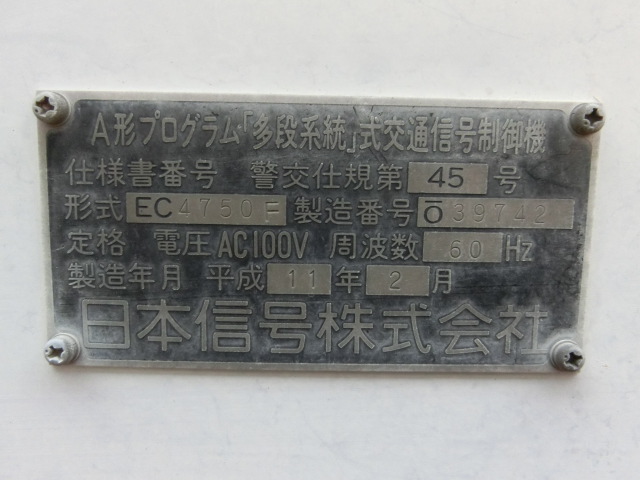 A形プログラム「多段系統」式交通信号制御機
仕様書番号 警交仕規第 45 号
形式 EC4750F 製造番号 Ō39742
定格 電圧 AC100V 周波数 60 Hz
製造年月 平成 11 年 2 月
日本信号株式会社